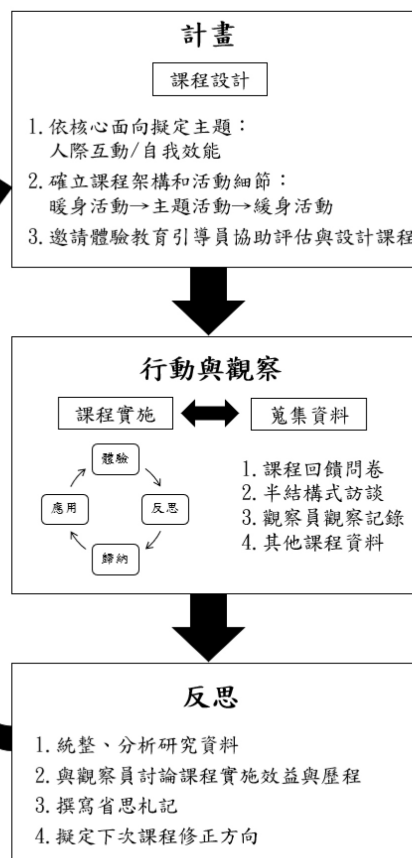 計畫
課程設計
1. 依核心面向擬定主題：
人際互動/自我效能
2. 確立課程架構和活動細節：
暖身活動→主題活動→緩身活動
3. 邀請體驗教育引導員協助評估與設計課程
行動與觀察
課程實施
蒐集資料
體驗
反思
歸納
應用
1. 課程回饋問卷
2. 半結構式訪談
3. 觀察員觀察記錄
4. 其他課程資料
反思
1. 統整、分析研究資料
2. 與觀察員討論課程實施效益與歷程
3. 撰寫省思札記
4. 擬定下次課程修正方向